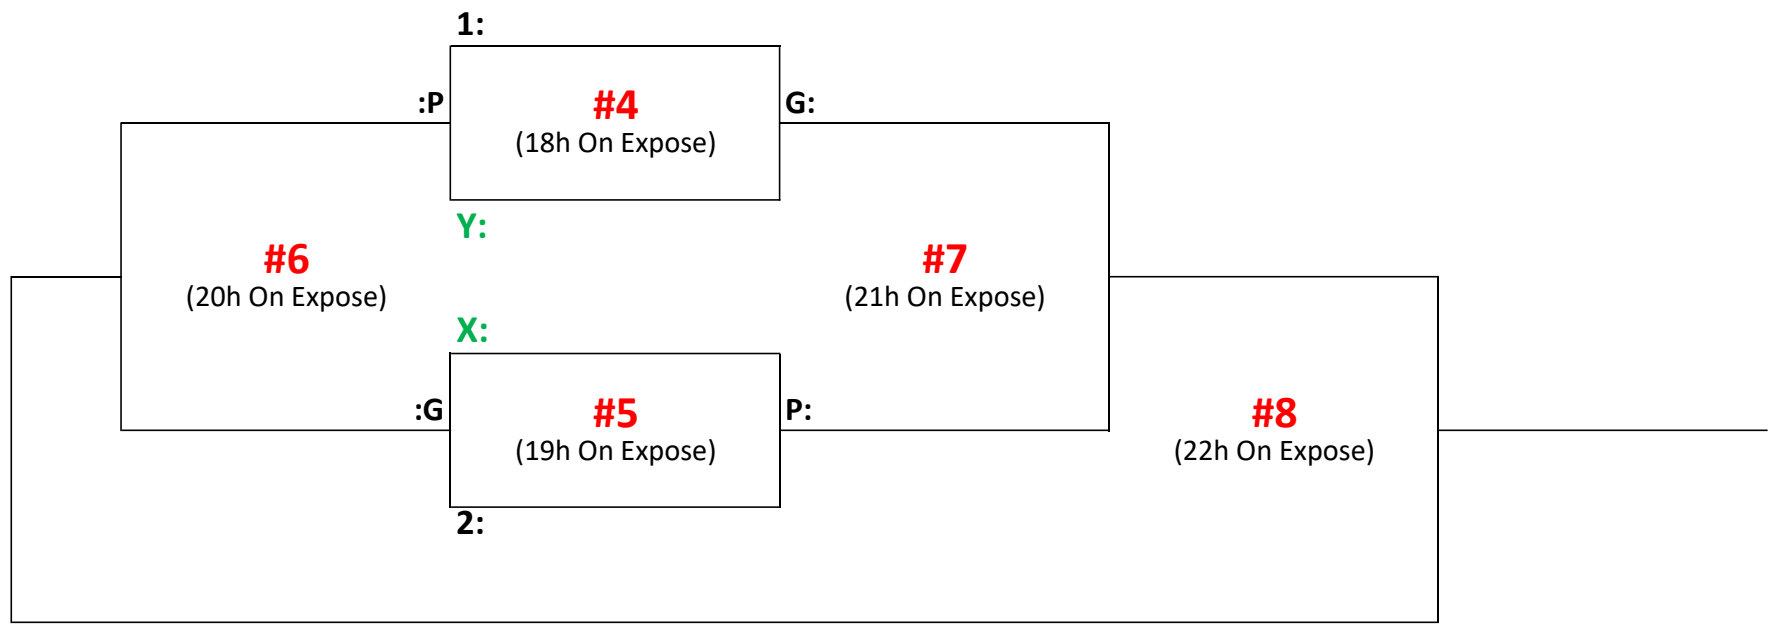 1:
:P
#4
G:
(18h On Expose)
Y:
#6
(20h On Expose)
#7
(21h On Expose)
X:
:G
#5
P:
(19h On Expose)
#8
(22h On Expose)
2: